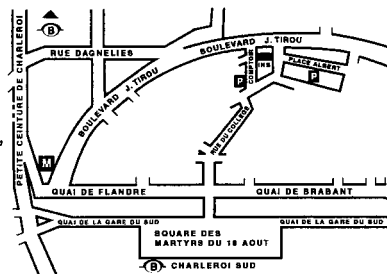 B
RUE DAGNELIES
BOULEVARD J. TIROU
PLACE ALBERT
COMPTOIR
INS
P
P
PETITE CEINTURE DE CHARLEROI
BOULEVARD J. TIROU
RUE DU COLLEGE
M
QUAI DE FLANDRE
QUAI DE BRABANT
QUAI DE LA GARE DU SUD
QUAI DE LA GARE DU SUD
SQUARE DES
MARTYRS DU 18 AOUT
B CHARLEROI SUD